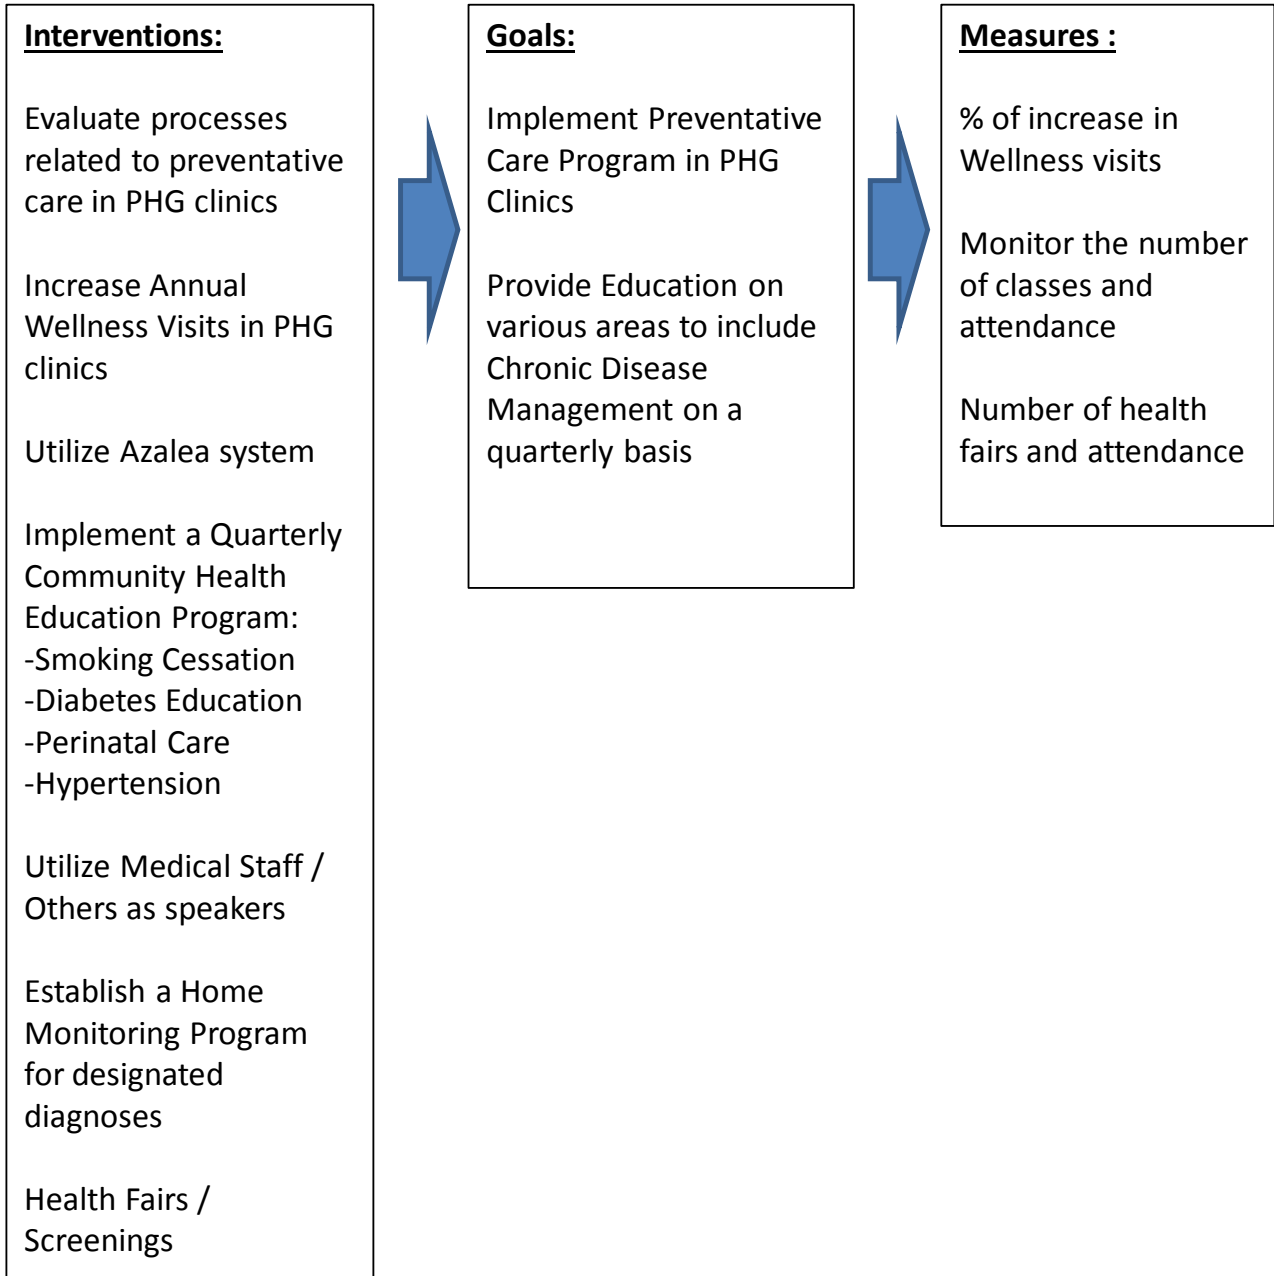 Interventions:
Evaluate processes
related to preventative
care in PHG clinics
Increase Annual
Wellness Visits in PHG
clinics
Utilize Azalea system
Implement a Quarterly
Community Health
Education Program:
-Smoking Cessation
-Diabetes Education
-Perinatal Care
-Hypertension
Utilize Medical Staff /
Others as speakers
Establish a Home
Monitoring Program
for designated
diagnoses
Health Fairs /
Screenings
Goals:
Implement Preventative
Care Program in PHG
Clinics
Provide Education on
various areas to include
Chronic Disease
Management on a
quarterly basis
Measures :
% of increase in
Wellness visits
Monitor the number
of classes and
attendance
Number of health
fairs and attendance